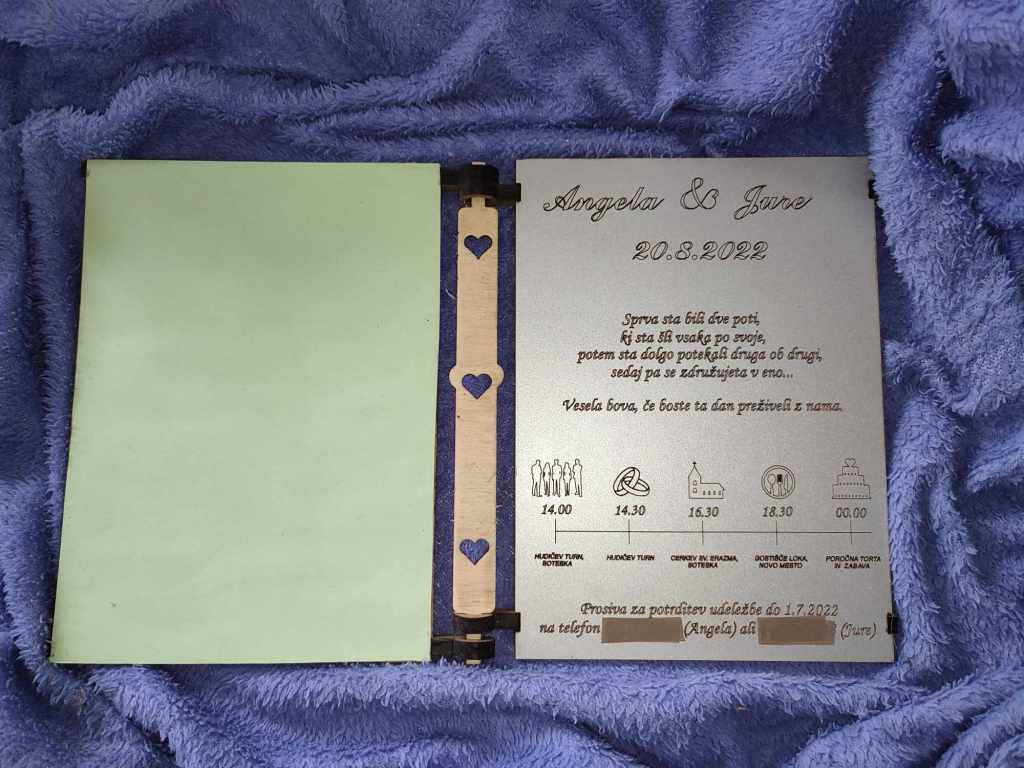 Angela & Jure
20.8.2022
Sprva sta bili dve poti,
ki sta šli vsaka po svoje,
potem sta dolgo potekali druga ob drugi,
sedaj pa se združujeta v eno...
Vesela bova, če boste ta dan preživeli z nama.
14.00 14.30 16.30 18.30 00.00
HUDIČEV TURN, HUDIČEV TURN CERKEV SV. ERAZMA, GOSTIŠČE LOKA, POROČNA TORTA
SOTESKA SOTESKA NOVO MESTO IN ZABAVA
Prosiva za potrditev udeležbe do 1.7.2022
na telefon (Angela) ali (Jure)